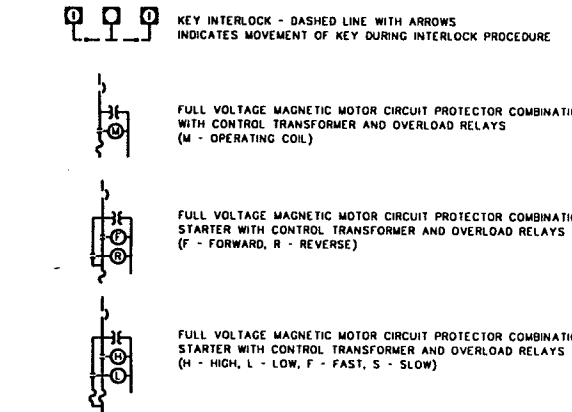 KEY INTERLOCK - DASHED LINE WITH ARROWS
INDICATES MOVEMENT OF KEY DURING INTERLOCK PROCEDURE
FULL VOLTAGE MAGNETIC MOTOR CIRCUIT PROTECTOR
WITH CONTROL TRANSFORMER AND OVERLOAD RELAYS
M
(M - OPERATING COIL)
FULL VOLTAGE MAGNETIC MOTOR CIRCUIT PROTECTOR
F
STARTER WITH CONTROL TRANSFORMER AND OVERLOAD RELAYS
R
(F - FORWARD, R - REVERSE)
FULL VOLTAGE MAGNETIC MOTOR CIRCUIT PROTECTOR
H
STARTER WITH CONTROL TRANSFORMER AND OVERLOAD RELAYS
L
(H - HIGH, L - LOW, F - FAST, S - SLOW)